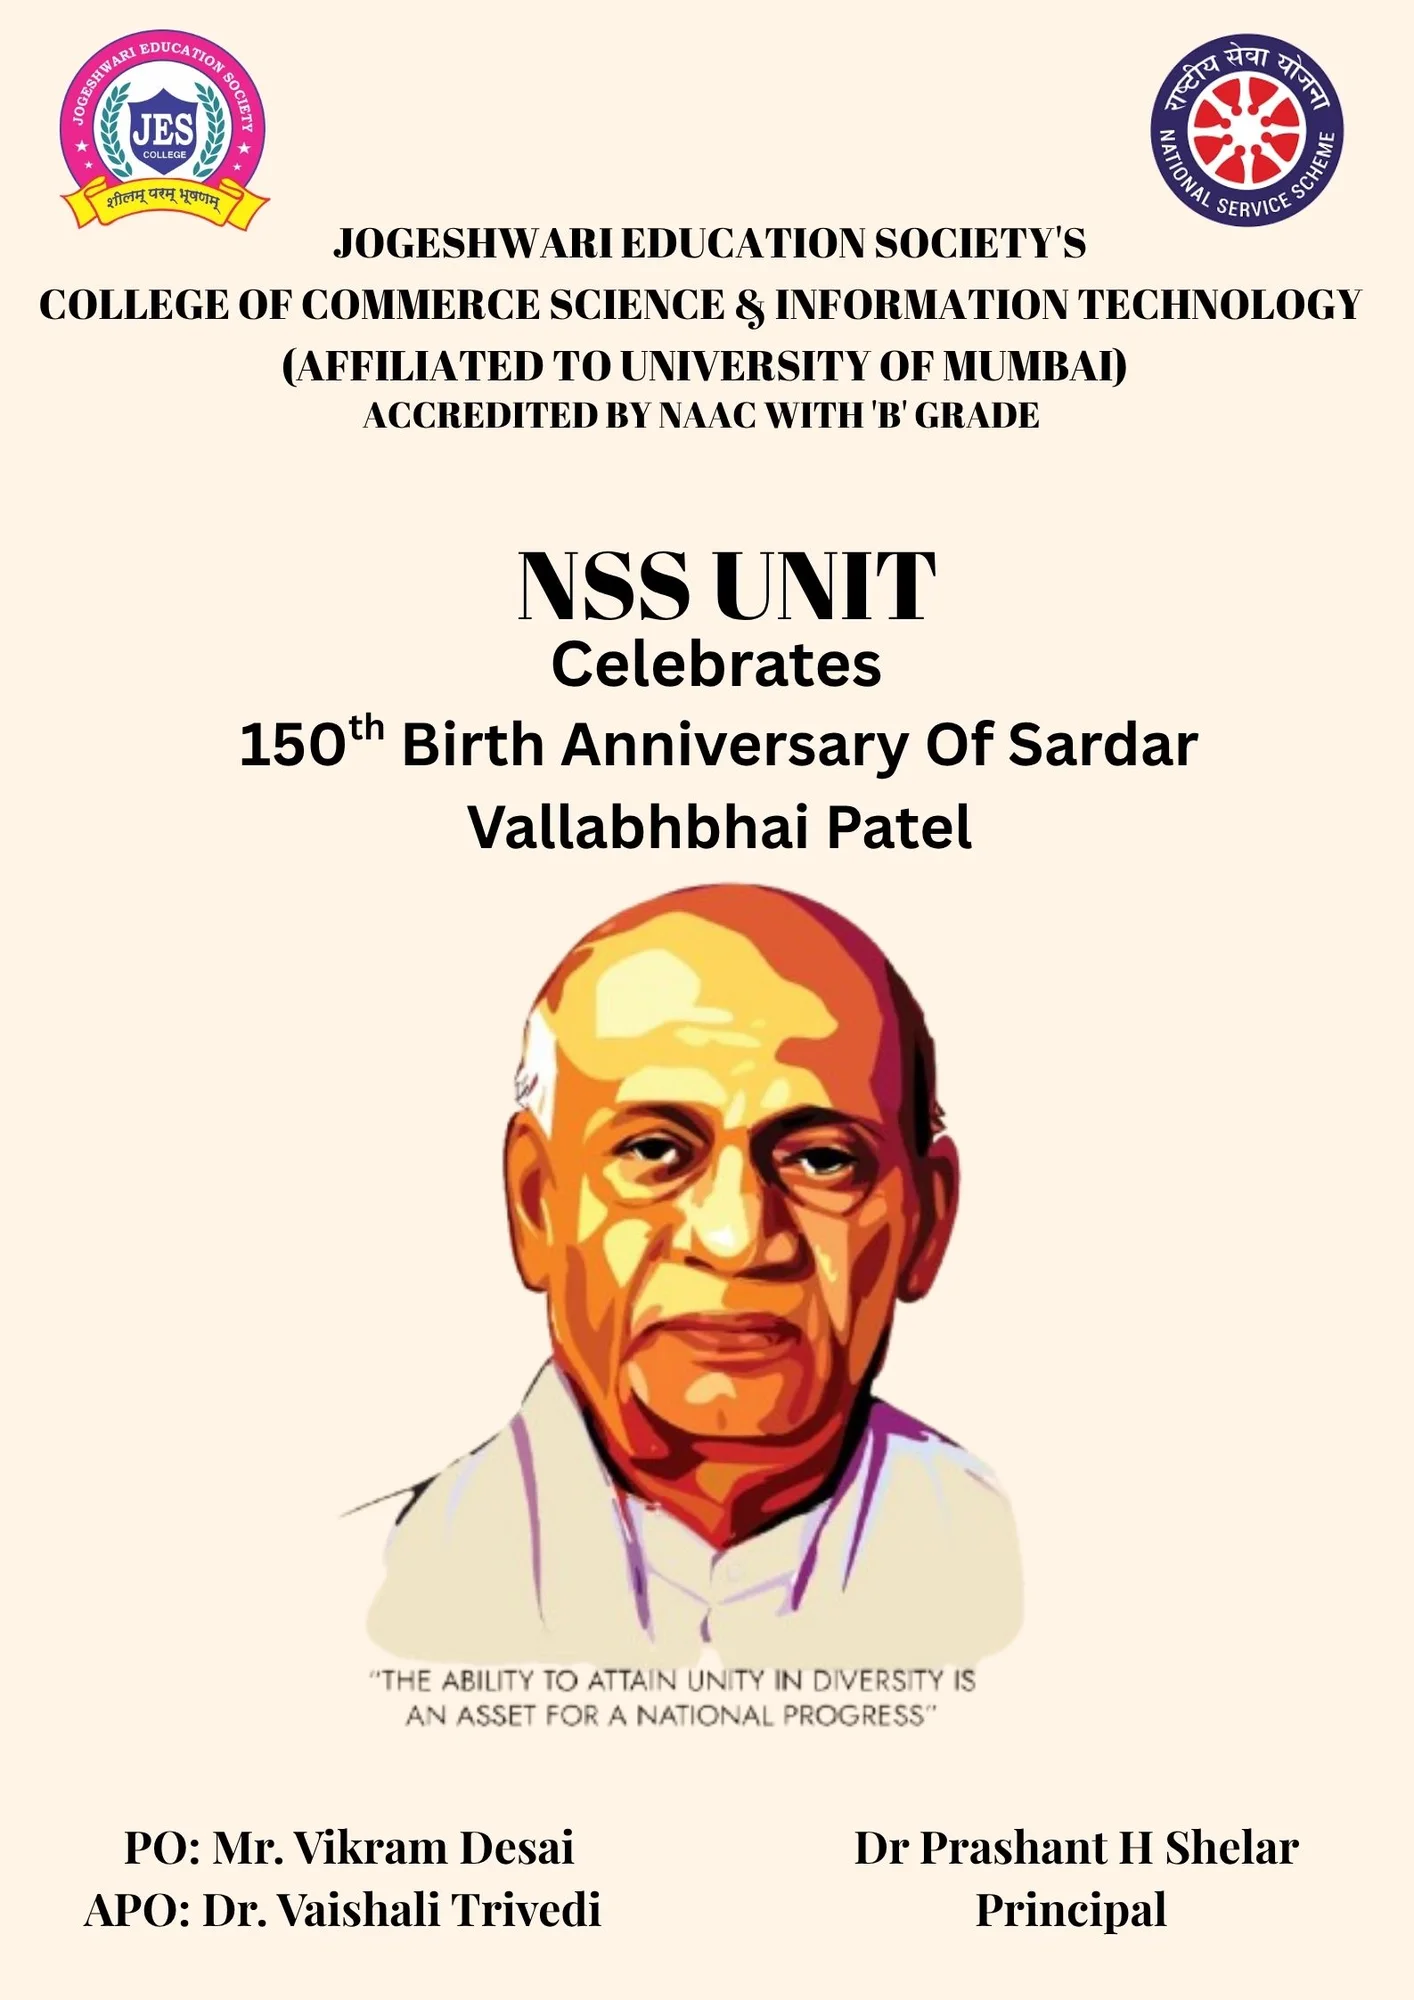 JOGESHWARI EDUCATION SOCIETY
JES
COLLEGE
शीलम् परम् भूषणम्
राष्ट्रीय सेवा योजना
NATIONAL SERVICE SCHEME
JOGESHWARI EDUCATION SOCIETY'S
COLLEGE OF COMMERCE SCIENCE & INFORMATION TECHNOLOGY
(AFFILIATED TO UNIVERSITY OF MUMBAI)
ACCREDITED BY NAAC WITH 'B' GRADE
NSS UNIT
Celebrates
150th Birth Anniversary Of Sardar
Vallabhbhai Patel
"THE ABILITY TO ATTAIN UNITY IN DIVERSITY IS
AN ASSET FOR A NATIONAL PROGRESS"
PO: Mr. Vikram Desai
APO: Dr. Vaishali Trivedi
Dr Prashant H Shelar
Principal